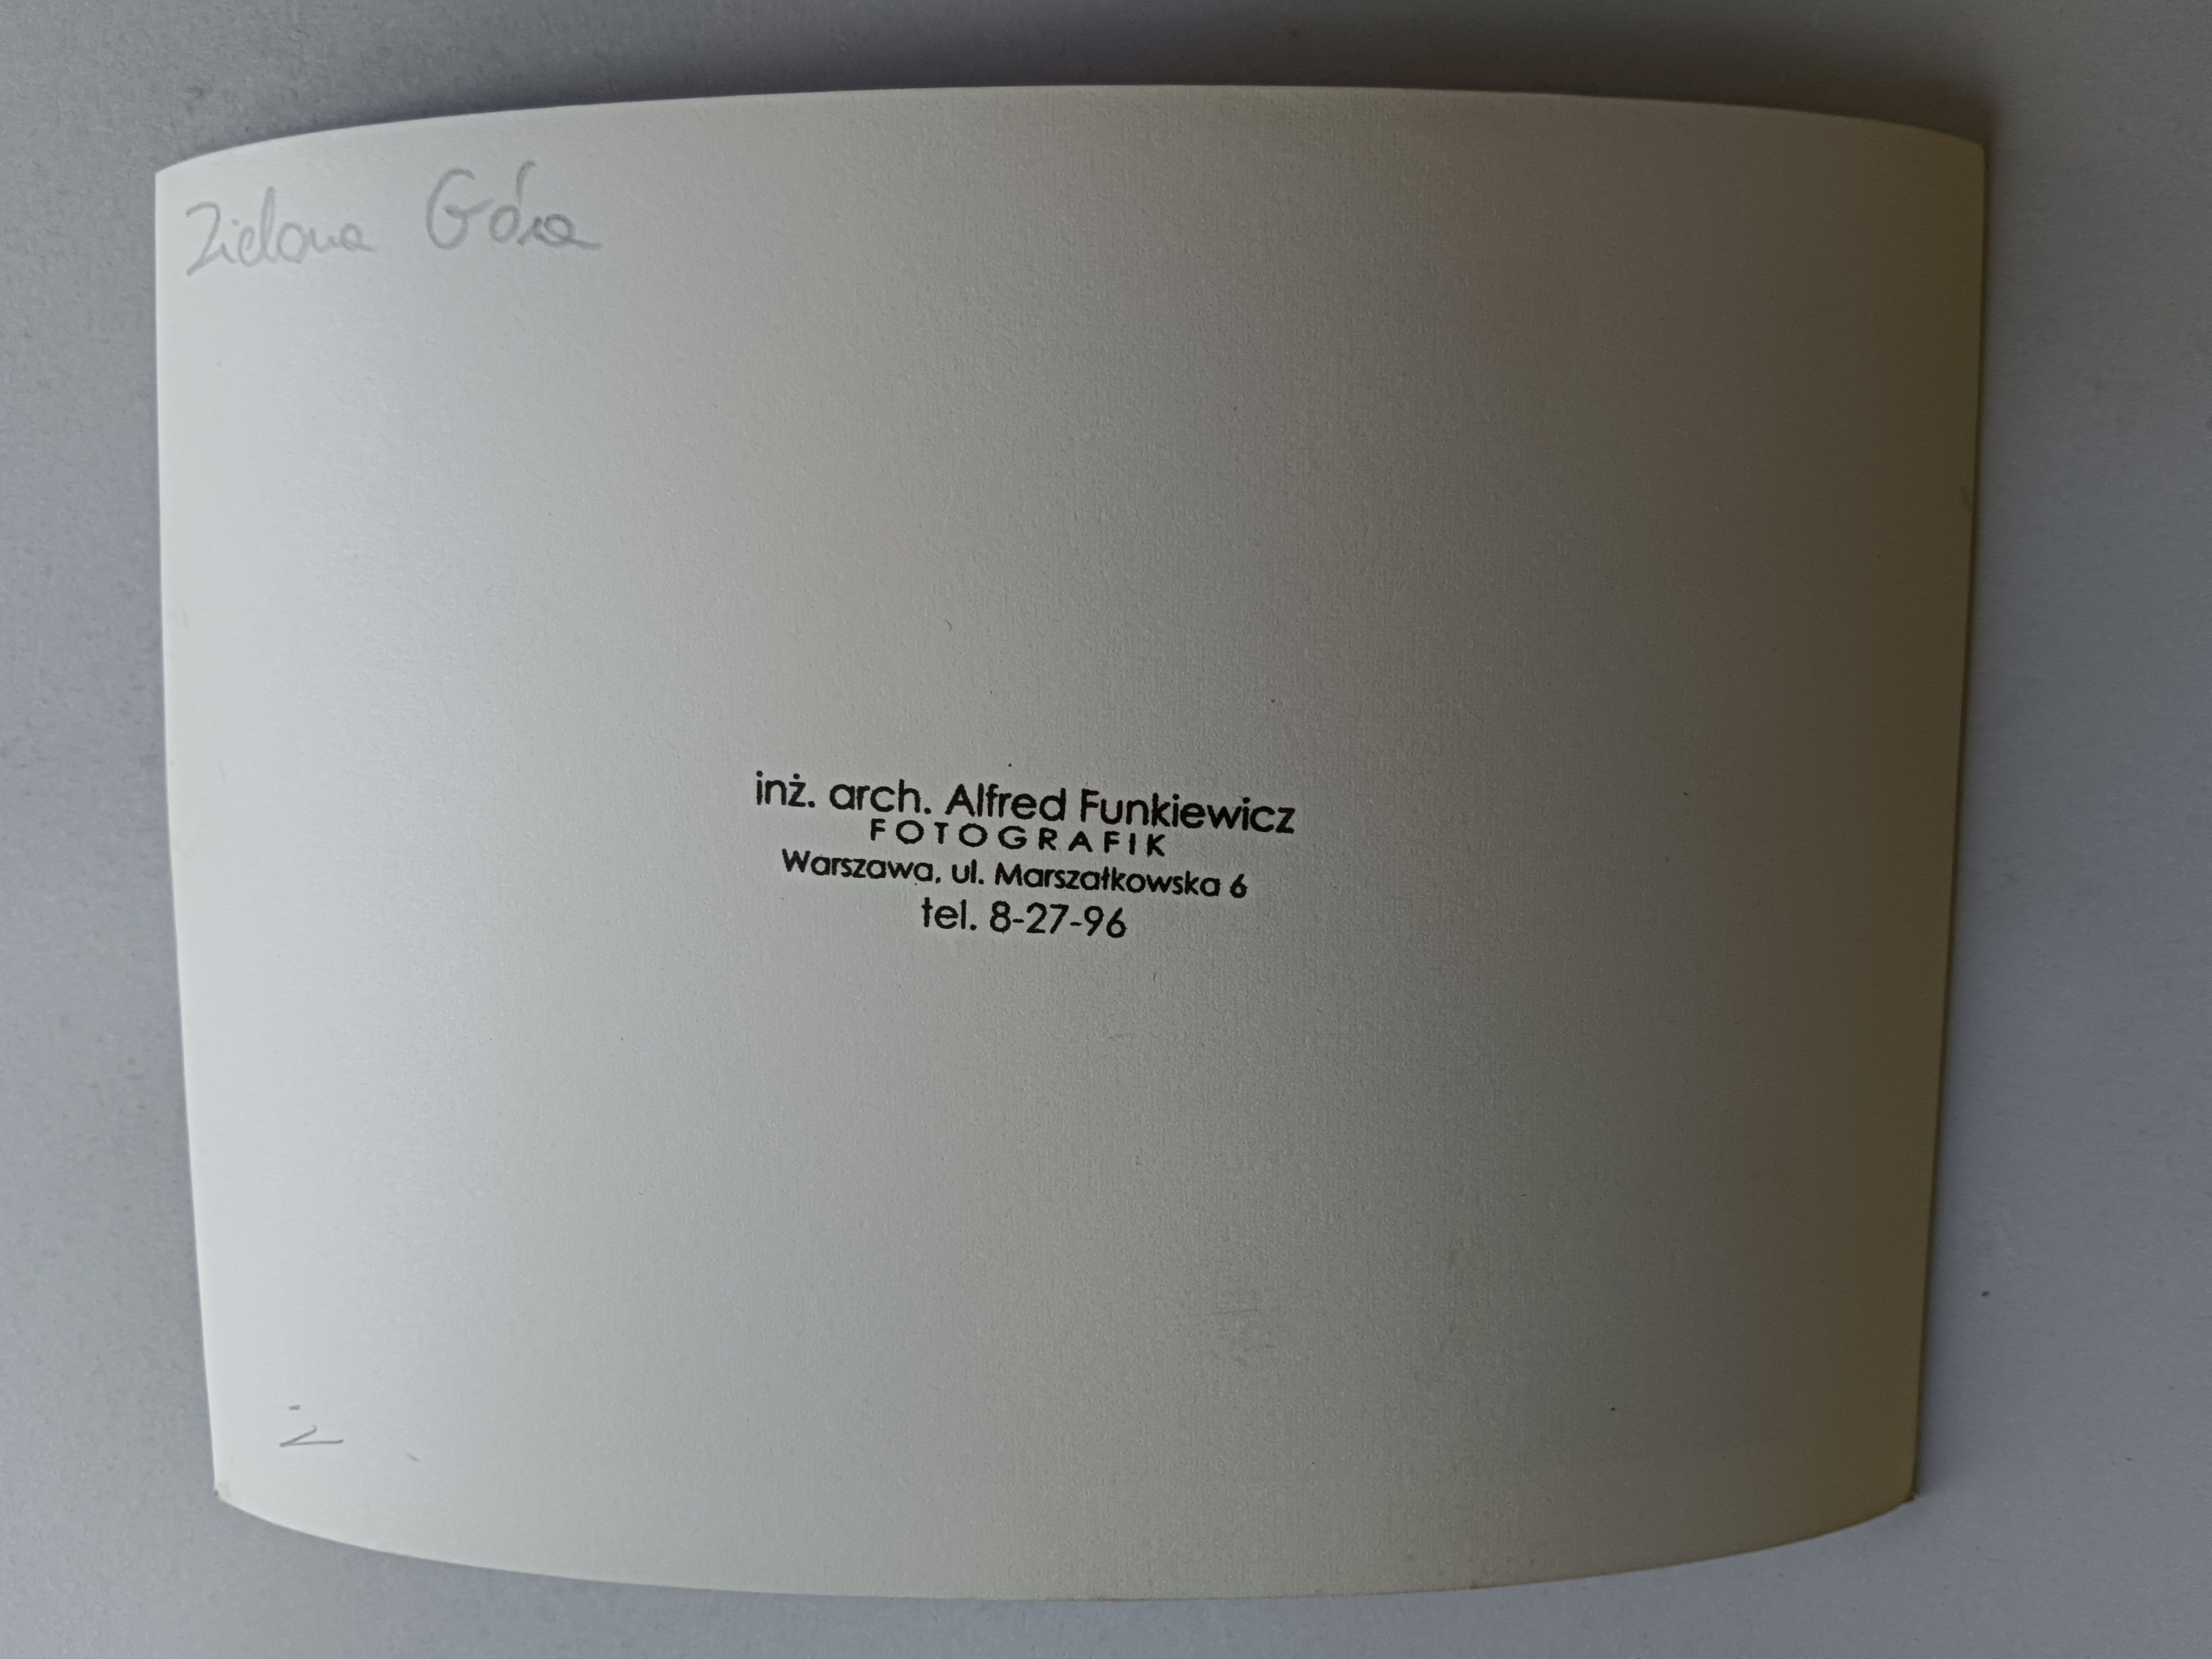 Zielona Góra
inż. arch. Alfred Funkiewicz
FOTOGRAFIK
Warszawa, ul. Marszałkowska 6
tel. 8-27-96